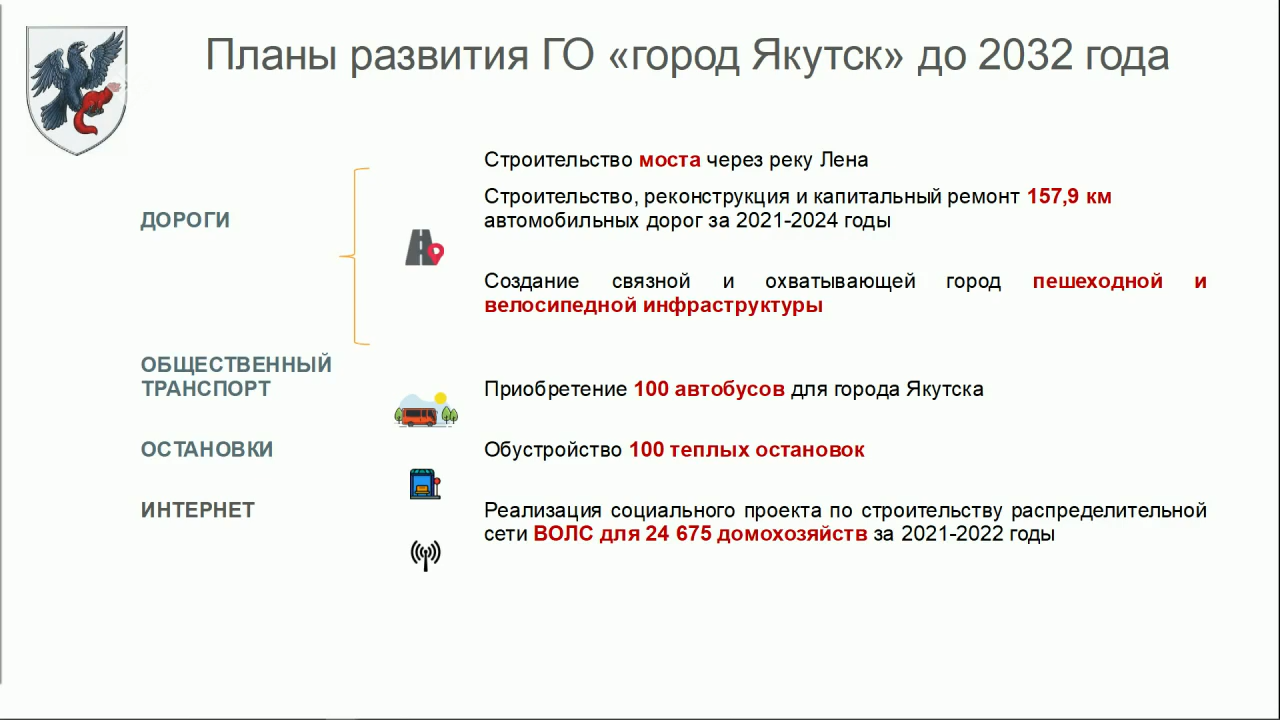 Планы развития ГО «город Якутск» до 2032 года
ДОРОГИ
Строительство моста через реку Лена
Строительство, реконструкция и капитальный ремонт 157,9 км
автомобильных дорог за 2021-2024 годы
Создание связной и охватывающей город пешеходной и
велосипедной инфраструктуры
ОБЩЕСТВЕННЫЙ
ТРАНСПОРТ
Приобретение 100 автобусов для города Якутска
ОСТАНОВКИ
Обустройство 100 теплых остановок
ИНТЕРНЕТ
Реализация социального проекта по строительству распределительной
сети ВОЛС для 24 675 домохозяйств за 2021-2022 годы